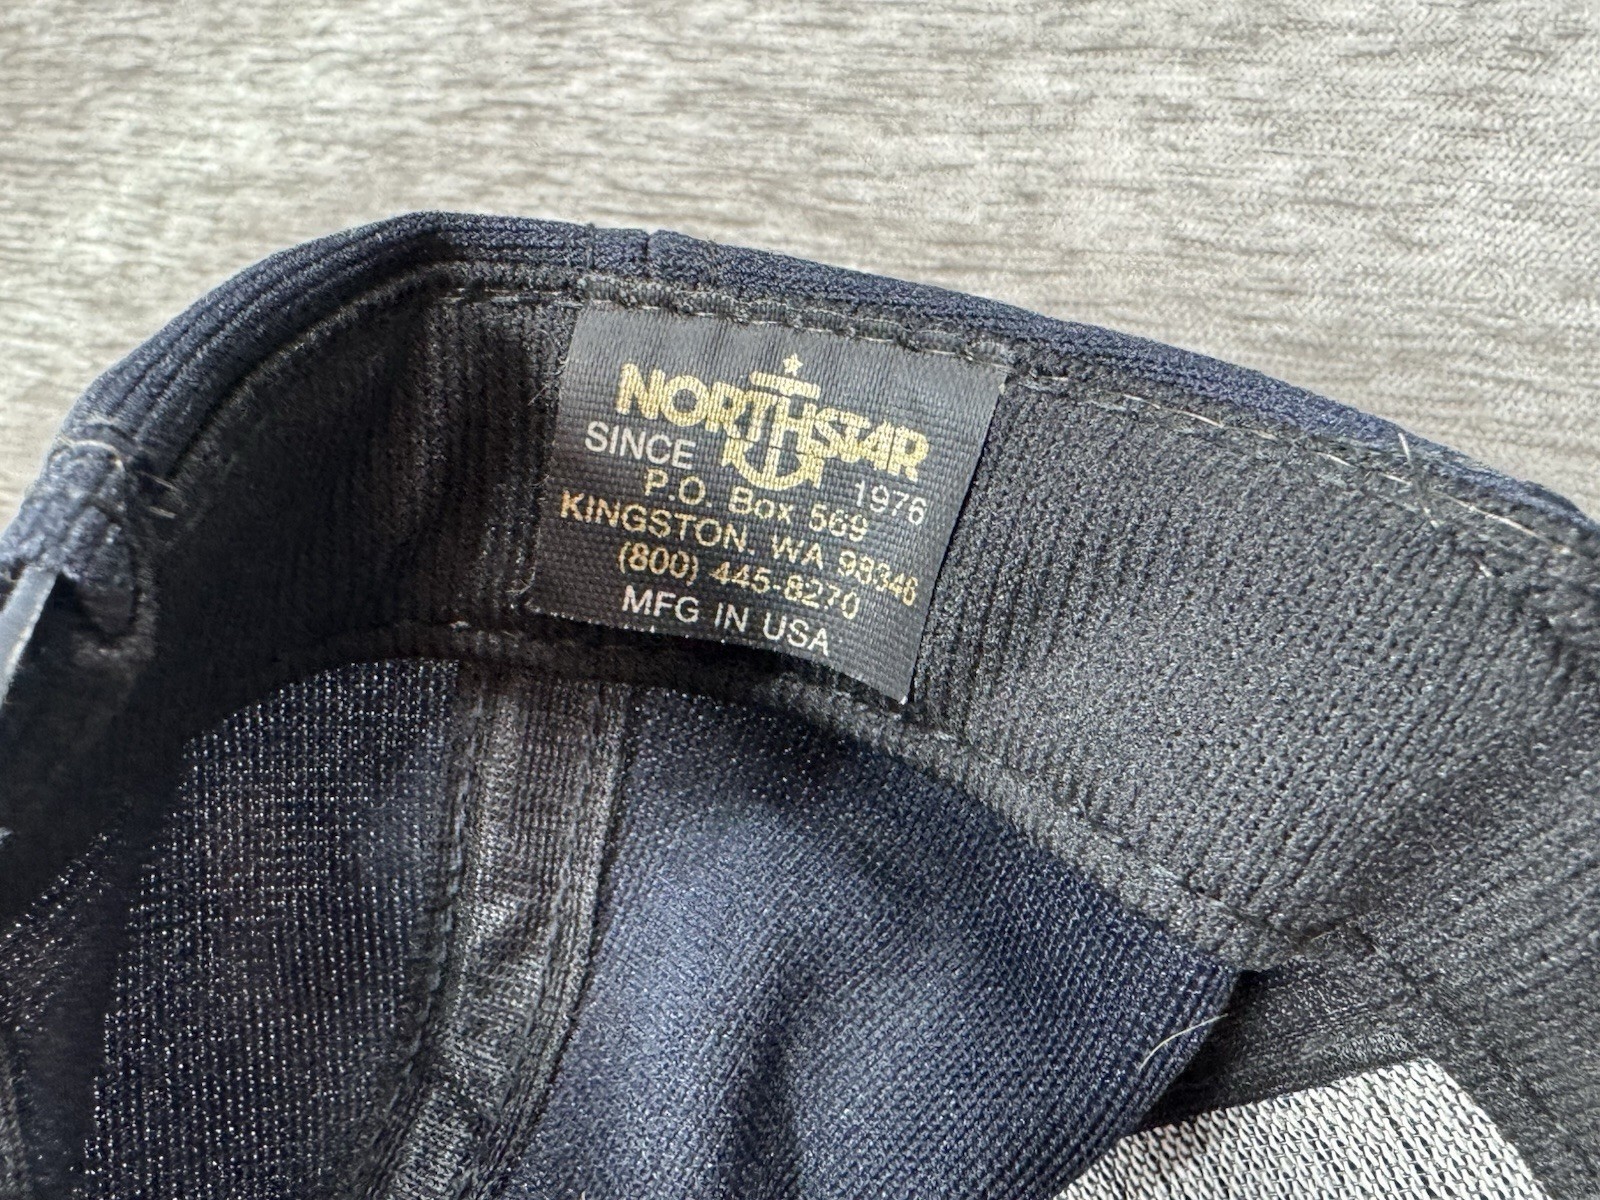 NORTHSTAR
SINCE 1976
P.O. Box 569
KINGSTON, WA 98346
(800) 445-8270
MFG IN USA